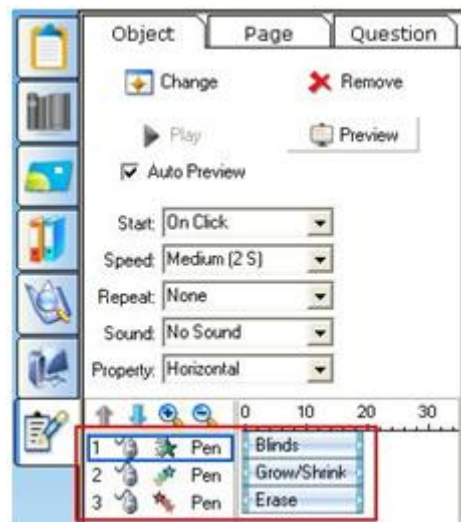 Object Page Question
Change Remove
Play Preview
Auto Preview
Start: On Click
Speed: Medium (2 S)
Repeat: None
Sound: No Sound
Property: Horizontal
0 10 20 30
1 Pen Blinds
2 Pen Grow/Shrink
3 Pen Erase